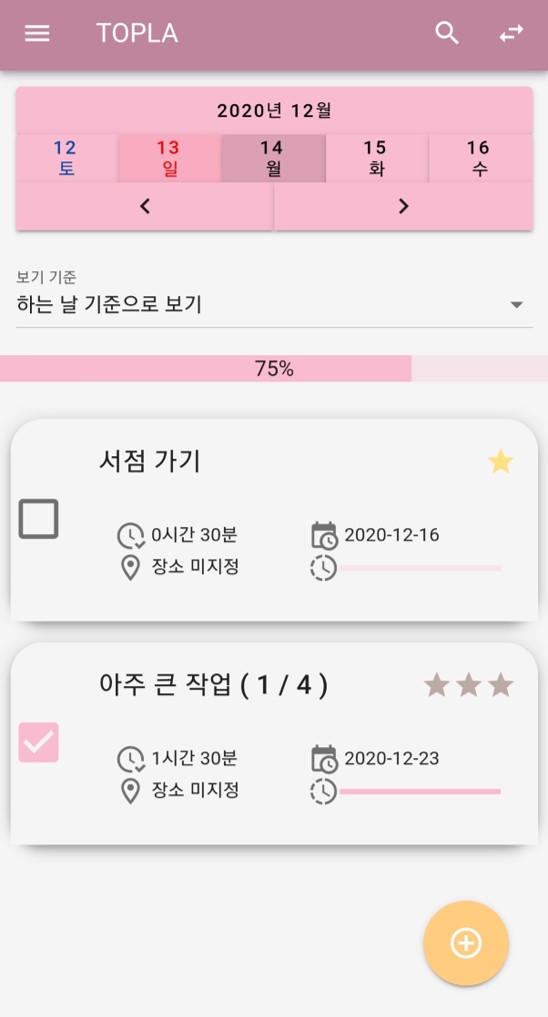 TOPLA
2020년 12월
12 13 14 15 16
토 일 월 화 수
보기 기준
하는 날 기준으로 보기
75%
서점 가기
0시간 30분 2020-12-16
장소 미지정
아주 큰 작업 ( 1 / 4 )
1시간 30분 2020-12-23
장소 미지정